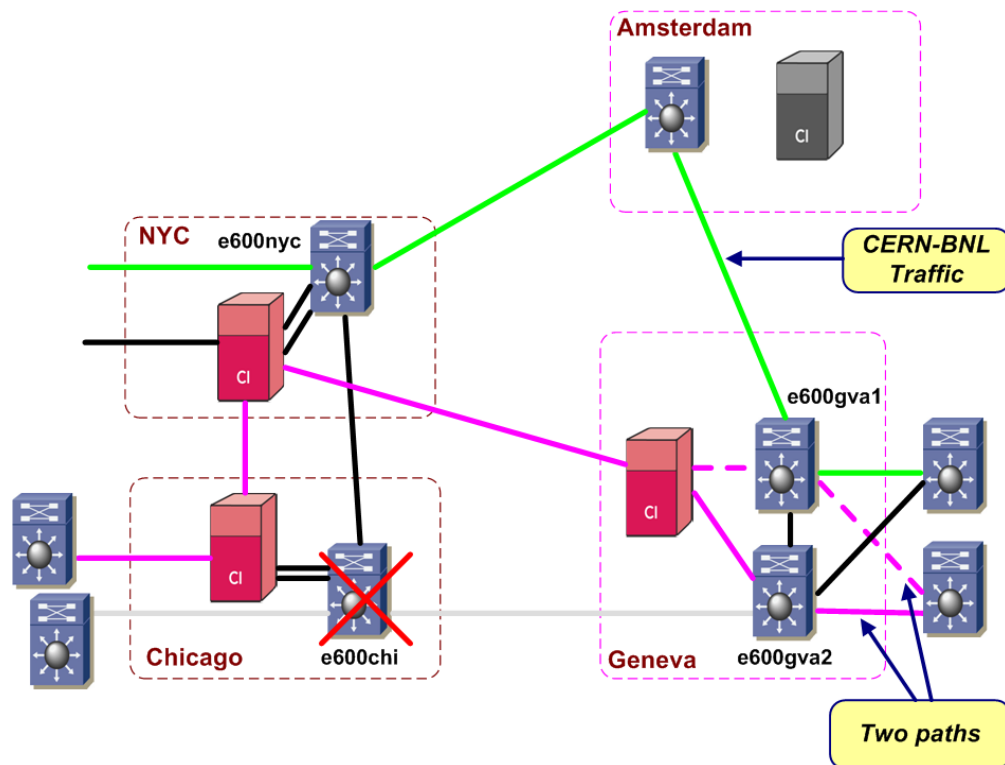 Amsterdam
CI
NYC
e600nyc
CERN-BNL
Traffic
CI
e600gva1
CI
CI
Chicago
e600chi
Geneva
e600gva2
Two paths